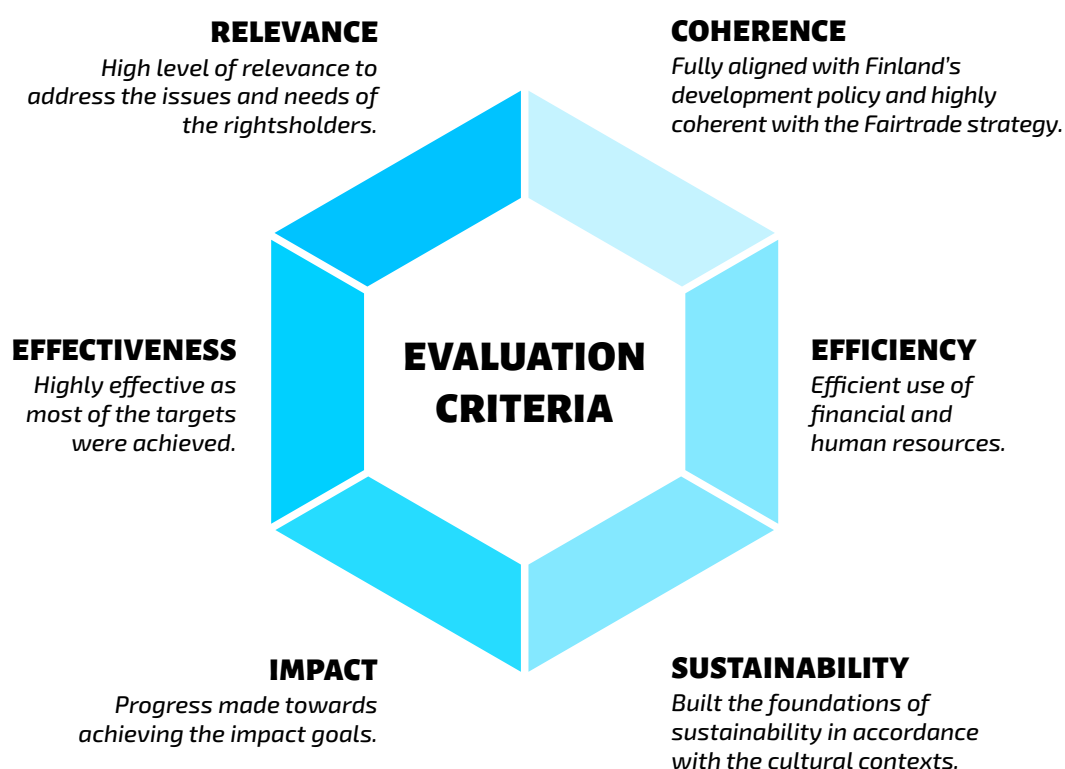 RELEVANCE
High level of relevance to
address the issues and needs of
the rightsholders.
COHERENCE
Fully aligned with Finland's
development policy and highly
coherent with the Fairtrade strategy.
EFFECTIVENESS
Highly effective as
most of the targets
were achieved.
EVALUATION
CRITERIA
EFFICIENCY
Efficient use of
financial and
human resources.
IMPACT
Progress made towards
achieving the impact goals.
SUSTAINABILITY
Built the foundations of
sustainability in accordance
with the cultural contexts.